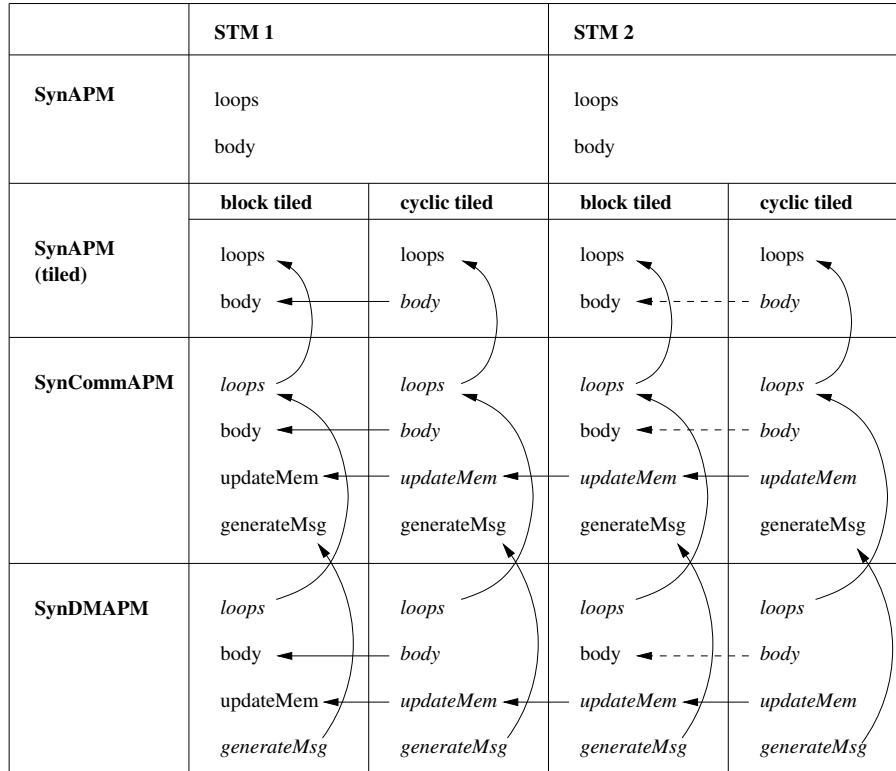 STM 1 STM 2
SynAPM
loops loops
body body
block tiled cyclic tiled block tiled cyclic tiled
SynAPM
(tiled)
loops loops loops loops
body body body body
SynCommAPM loops loops loops loops
body body body body
updateMem updateMem updateMem updateMem
generateMsg generateMsg generateMsg generateMsg
SynDMAPM loops loops loops loops
body body body body
updateMem updateMem updateMem updateMem
generateMsg generateMsg generateMsg generateMsg